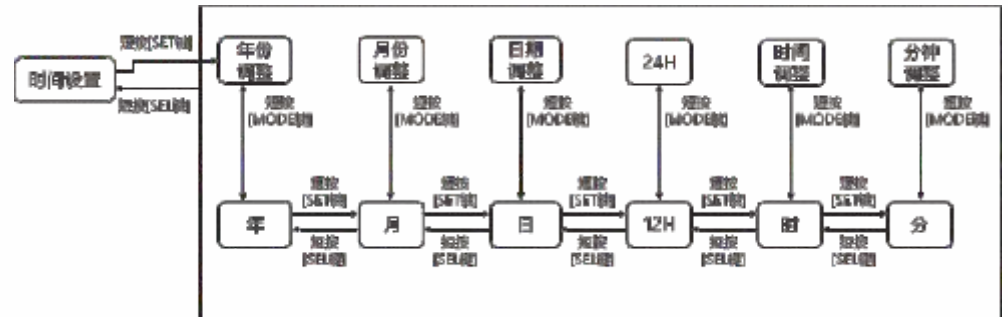 短按[SET键]
年份
调整
月份
调整
日期
调整
24H
时间
调整
分钟
调整
时间设置
短按[SEL键]
短按
[MODE键]
短按
[MODE键]
短按
[MODE键]
短按
[MODE键]
短按
[MODE键]
短按
[MODE键]
短按
[SET键]
短按
[SET键]
短按
[SET键]
短按
[SET键]
短按
[SET键]
年
月
日
12H
时
分
短按
[SEL键]
短按
[SEL键]
短按
[SEL键]
短按
[SEL键]
短按
[SEL键]